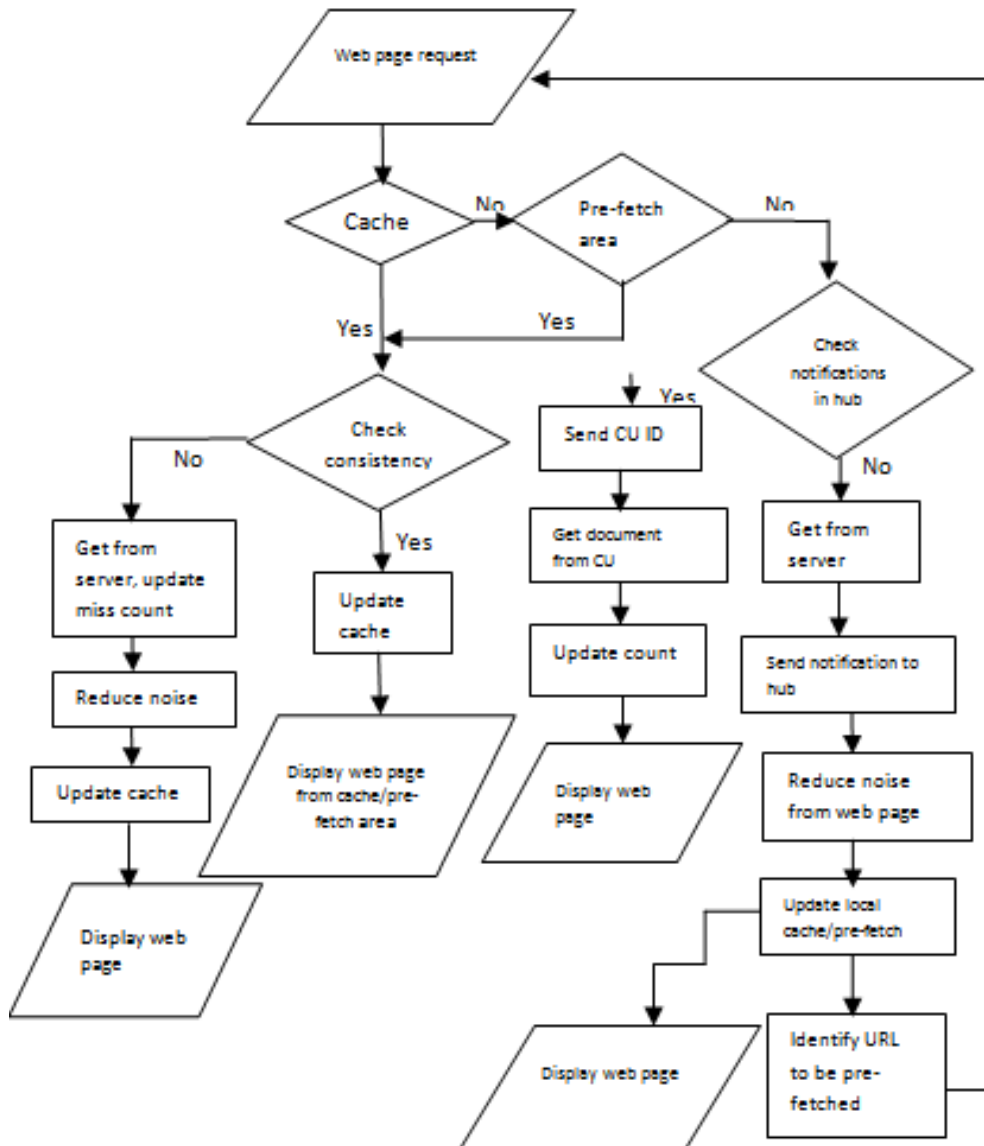 Web page request
Cache
No
Pre-fetch
area
No
Yes
Yes
Check
notifications
in hub
Check
consistency
Yes
Send CU ID
No
No
Get from
server, update
miss count
Yes
Get document
from CU
Get from
server
Update
cache
Update count
Send notification to
hub
Reduce noise
Display web page
from cache/pre-
fetch area
Display web
page
Reduce noise
from web page
Update cache
Update local
cache/pre-fetch
Display web
page
Display web page
Identify URL
to be pre-
fetched